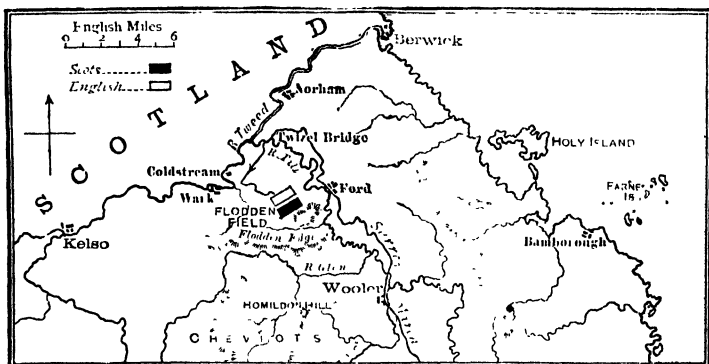 English Miles
0 2 4 6
Scots
English
SCOTLAND
Berwick
Norham
R. Tweed
Twizel Bridge
R. Till
HOLY ISLAND
Coldstream
Wark
Ford
FARNE
IS.
FLODDEN
FIELD
Kelso
Flodden Edge
Bamborough
R. Glen
Wooler
HOMILDON HILL
CHEVIOTS